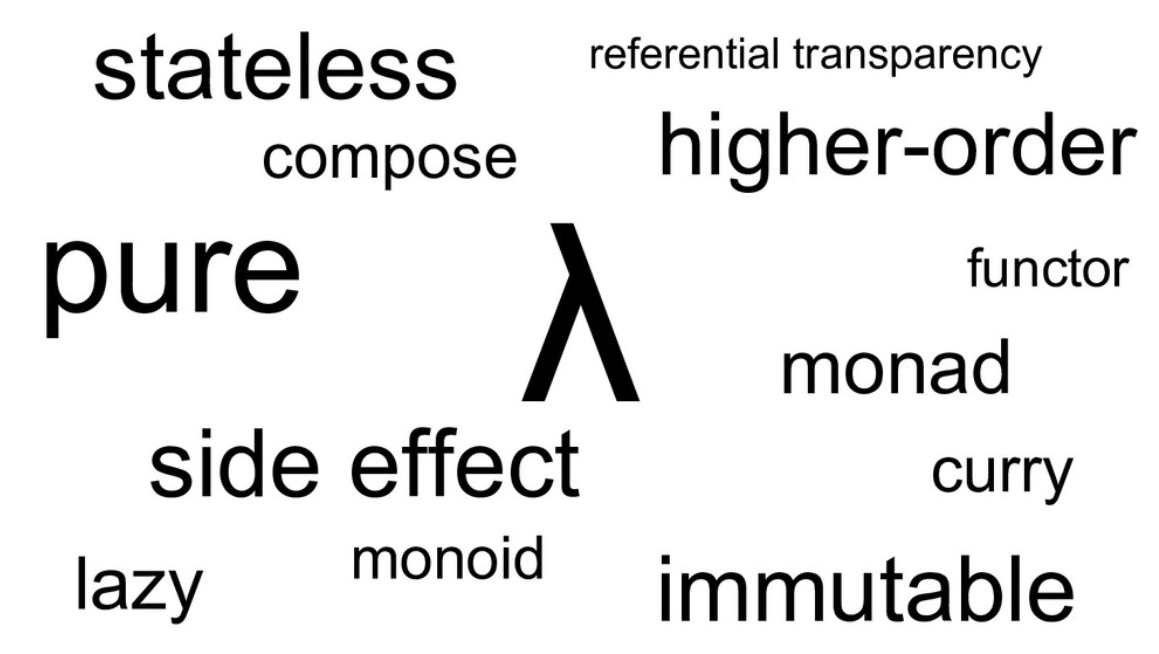 stateless
referential transparency
compose
higher-order
pure
λ
functor
monad
side effect
curry
lazy
monoid
immutable